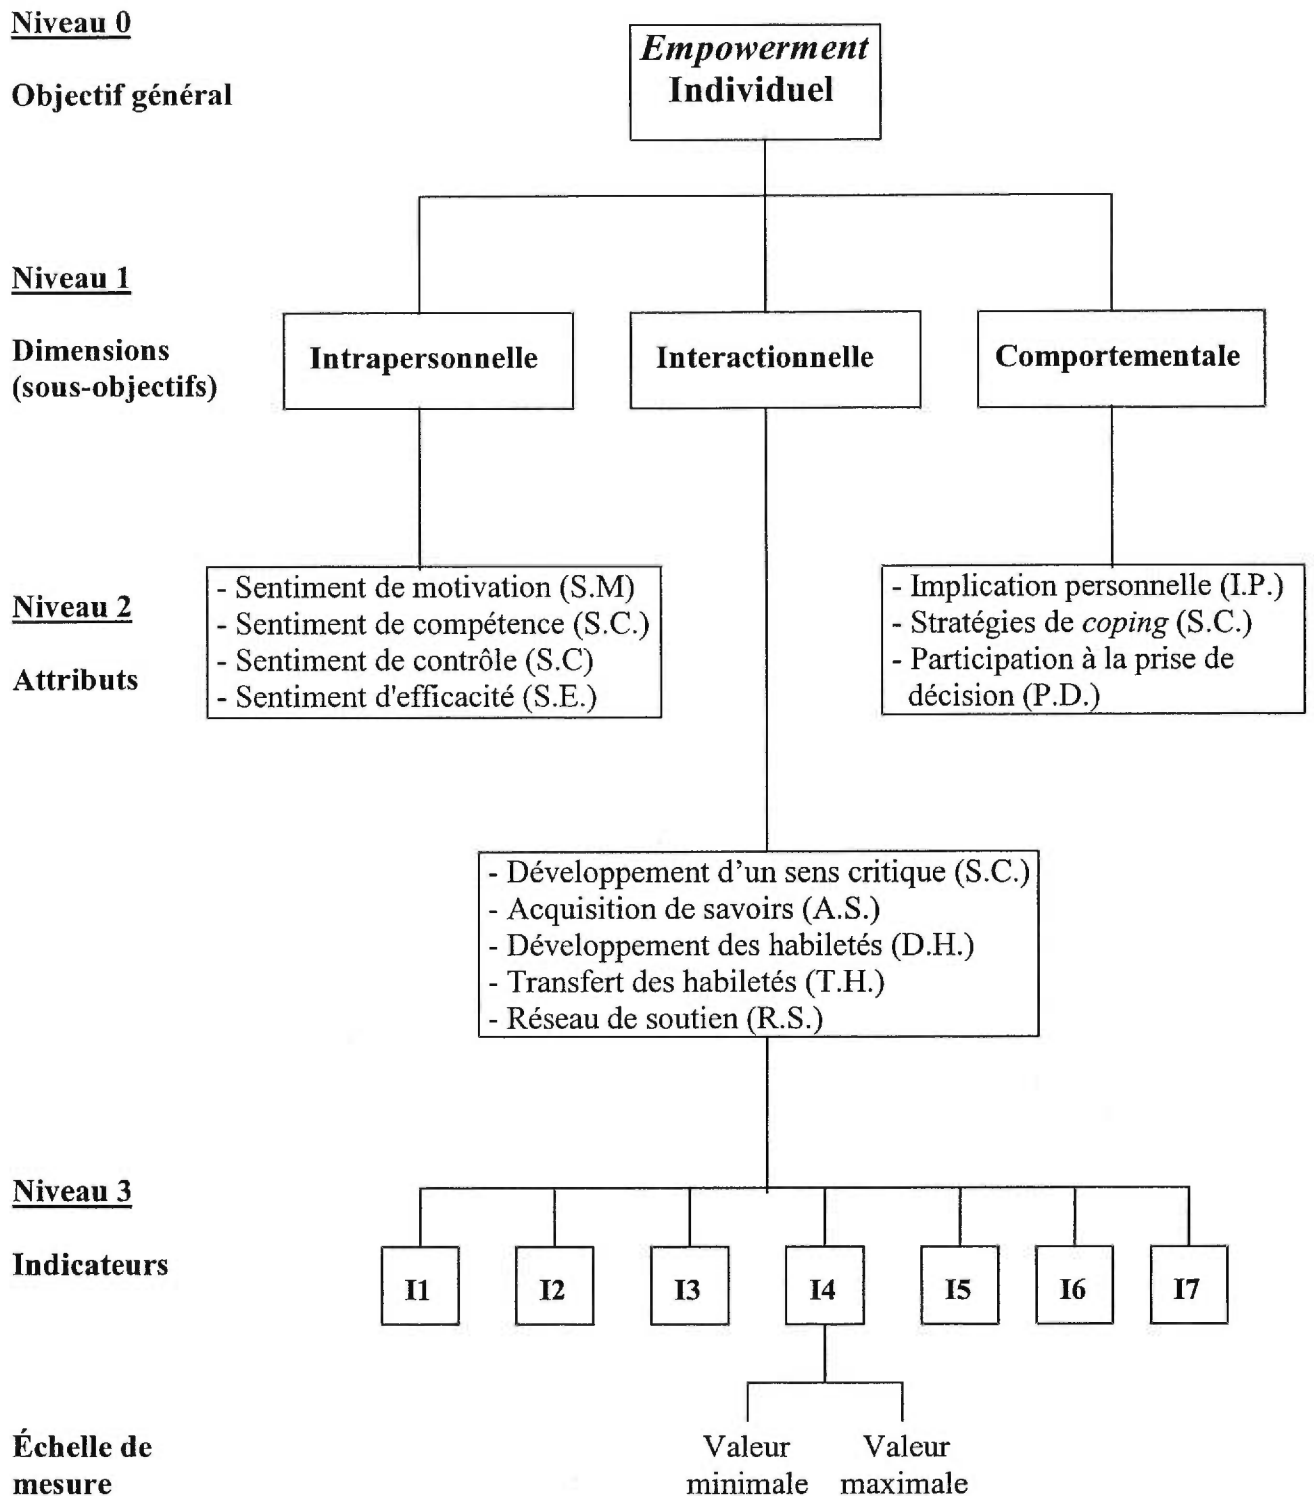 Niveau 0
Objectif général
Empowerment
Individuel
Niveau 1
Dimensions
(sous-objectifs)
Intrapersonnelle
Interactionnelle
Comportementale
Niveau 2
Attributs
- Sentiment de motivation (S.M)
- Sentiment de compétence (S.C.)
- Sentiment de contrôle (S.C)
- Sentiment d'efficacité (S.E.)
- Implication personnelle (I.P.)
- Stratégies de coping (S.C.)
- Participation à la prise de
décision (P.D.)
- Développement d’un sens critique (S.C.)
- Acquisition de savoirs (A.S.)
- Développement des habiletés (D.H.)
- Transfert des habiletés (T.H.)
- Réseau de soutien (R.S.)
Niveau 3
Indicateurs
I1
I2
I3
I4
I5
I6
I7
Échelle de
mesure
Valeur
minimale
Valeur
maximale